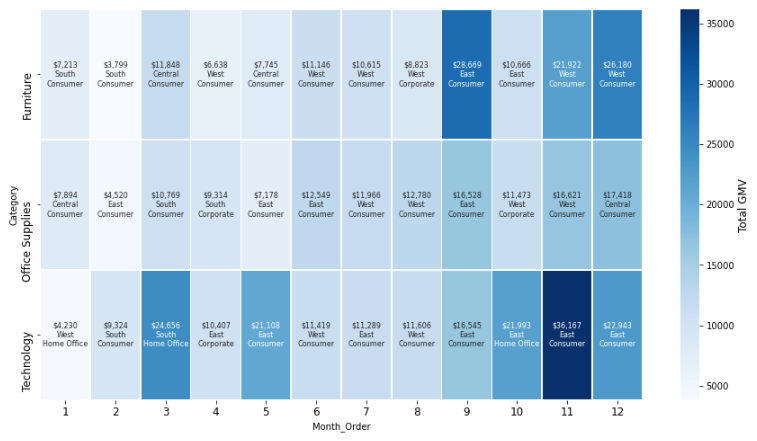 $7,213 $3,799 $11,848 $6,638 $7,745 $11,146 $10,615 $8,823 $28,669 $10,666 $21,922 $26,180
South South Central West Central West West West East East West West
Consumer Consumer Consumer Consumer Consumer Consumer Consumer Corporate Consumer Consumer Consumer Consumer
Furniture
$7,894 $4,520 $10,769 $9,314 $7,178 $12,549 $11,966 $12,780 $16,528 $11,473 $16,621 $17,418
Central East South South East East West West East West West Central
Consumer Consumer Consumer Corporate Consumer Consumer Consumer Consumer Consumer Corporate Consumer Consumer
Office Supplies
Category
$4,230 $9,324 $24,656 $10,407 $21,108 $11,419 $11,289 $11,606 $16,545 $21,993 $36,167 $22,943
West South South East East West East West East East East East
Home Office Consumer Home Office Corporate Consumer Consumer Consumer Consumer Consumer Home Office Consumer Consumer
Technology
1 2 3 4 5 6 7 8 9 10 11 12
Month_Order
35000
30000
25000
20000
15000
10000
5000
Total GMV